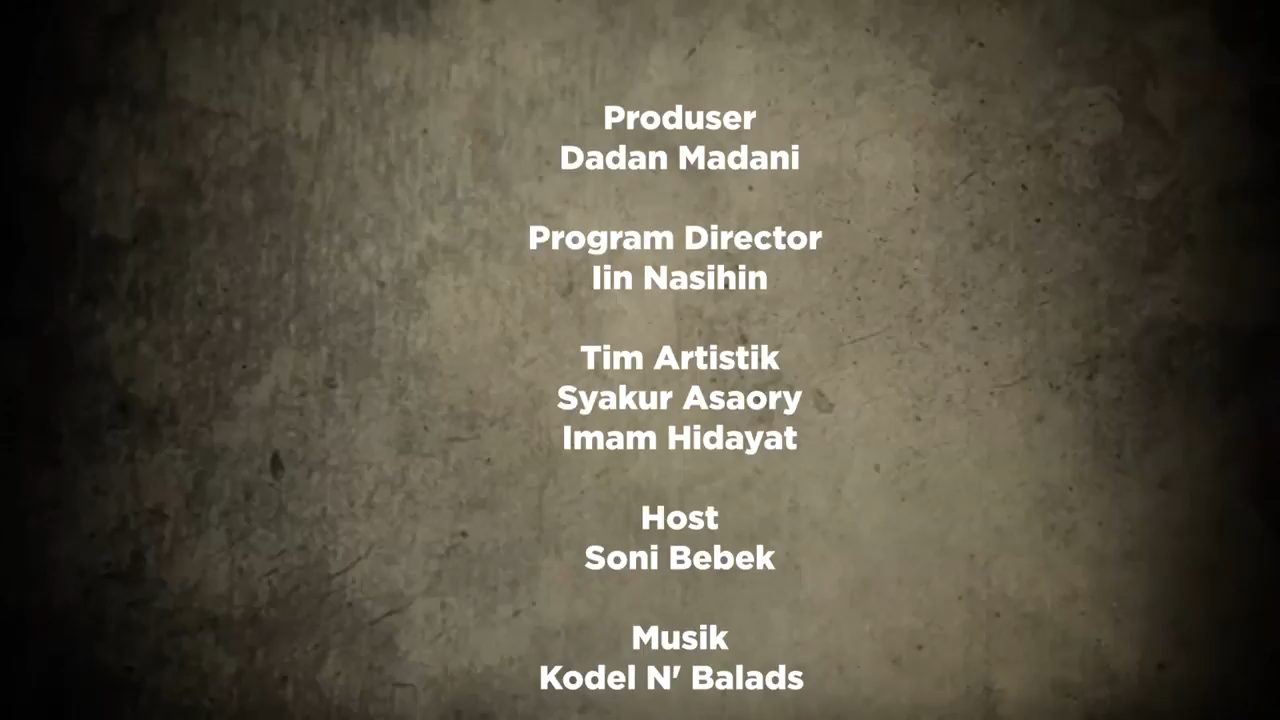 Produser
Dadan Madani
Program Director
Iin Nasihin
Tim Artistik
Syakur Asaory
Imam Hidayat
Host
Soni Bebek
Musik
Kodel N' Balads